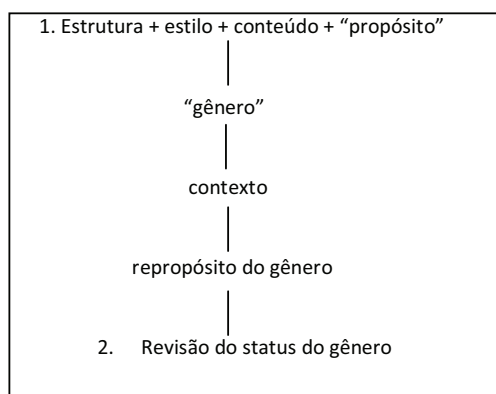 1. Estrutura + estilo + conteúdo + “propósito”
“gênero”
contexto
repropósito do gênero
2. Revisão do status do gênero